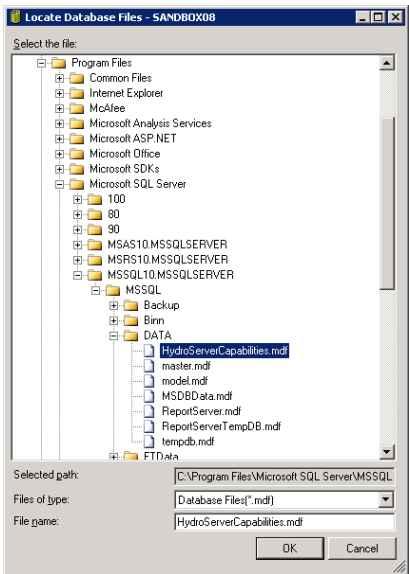 Locate Database Files - SANDBOX08
Select the file:
Program Files
Common Files
Internet Explorer
McAfee
Microsoft Analysis Services
Microsoft ASP.NET
Microsoft Office
Microsoft SDKs
Microsoft SQL Server
100
80
90
MSAS10.MSSQLSERVER
MSRS10.MSSQLSERVER
MSSQL10.MSSQLSERVER
MSSQL
Backup
Binn
DATA
HydroServerCapabilities.mdf
master.mdf
model.mdf
MSDBData.mdf
ReportServer.mdf
ReportServerTempDB.mdf
tempdb.mdf
FTData
Selected path: C:\Program Files\Microsoft SQL Server\MSSQL
Files of type: Database Files(*.mdf)
File name: HydroServerCapabilities.mdf
OK Cancel